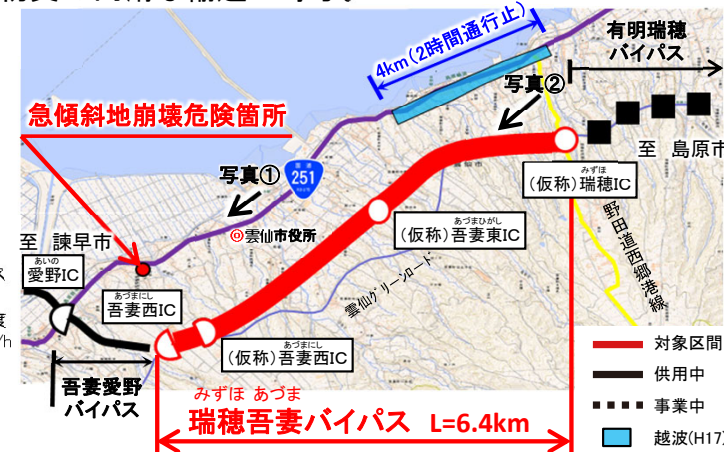 4km(2時間通行止)
有明瑞穂
バイパス
急傾斜地崩壊危険箇所
写真②
至 島原市
写真①
国道
251
みずほ
(仮称)瑞穂IC
◎雲仙市役所
あづまひがし
(仮称)吾妻東IC
野田道西郷港線
至 諫早市
あいの
愛野IC
あづまにし
吾妻西IC
雲仙グリーンロード
あづまにし
(仮称)吾妻西IC
吾妻愛野
バイパス
みずほ あづま
瑞穂吾妻バイパス L=6.4km
対象区間
供用中
事業中
越波(H17)